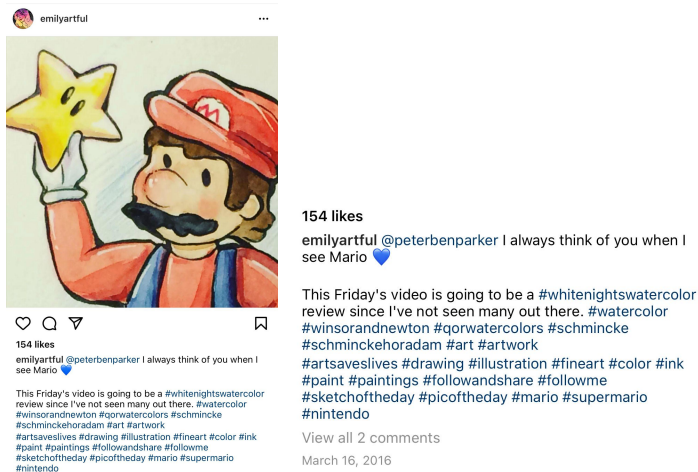 emilyartful
M
154 likes
emilyartful @peterbenparker I always think of you when I
see Mario 💙
This Friday's video is going to be a #whitenightswatercolor
review since I've not seen many out there. #watercolor
#winsorandnewton #qorwatercolors #schmincke
#schminckehoradam #art #artwork
#artsaveslives #drawing #illustration #fineart #color #ink
#paint #paintings #followandshare #followme
#sketchoftheday #picoftheday #mario #supermario
#nintendo
154 likes
emilyartful @peterbenparker I always think of you when I
see Mario 💙
This Friday's video is going to be a #whitenightswatercolor
review since I've not seen many out there. #watercolor
#winsorandnewton #qorwatercolors #schmincke
#schminckehoradam #art #artwork
#artsaveslives #drawing #illustration #fineart #color #ink
#paint #paintings #followandshare #followme
#sketchoftheday #picoftheday #mario #supermario
#nintendo
View all 2 comments
March 16, 2016